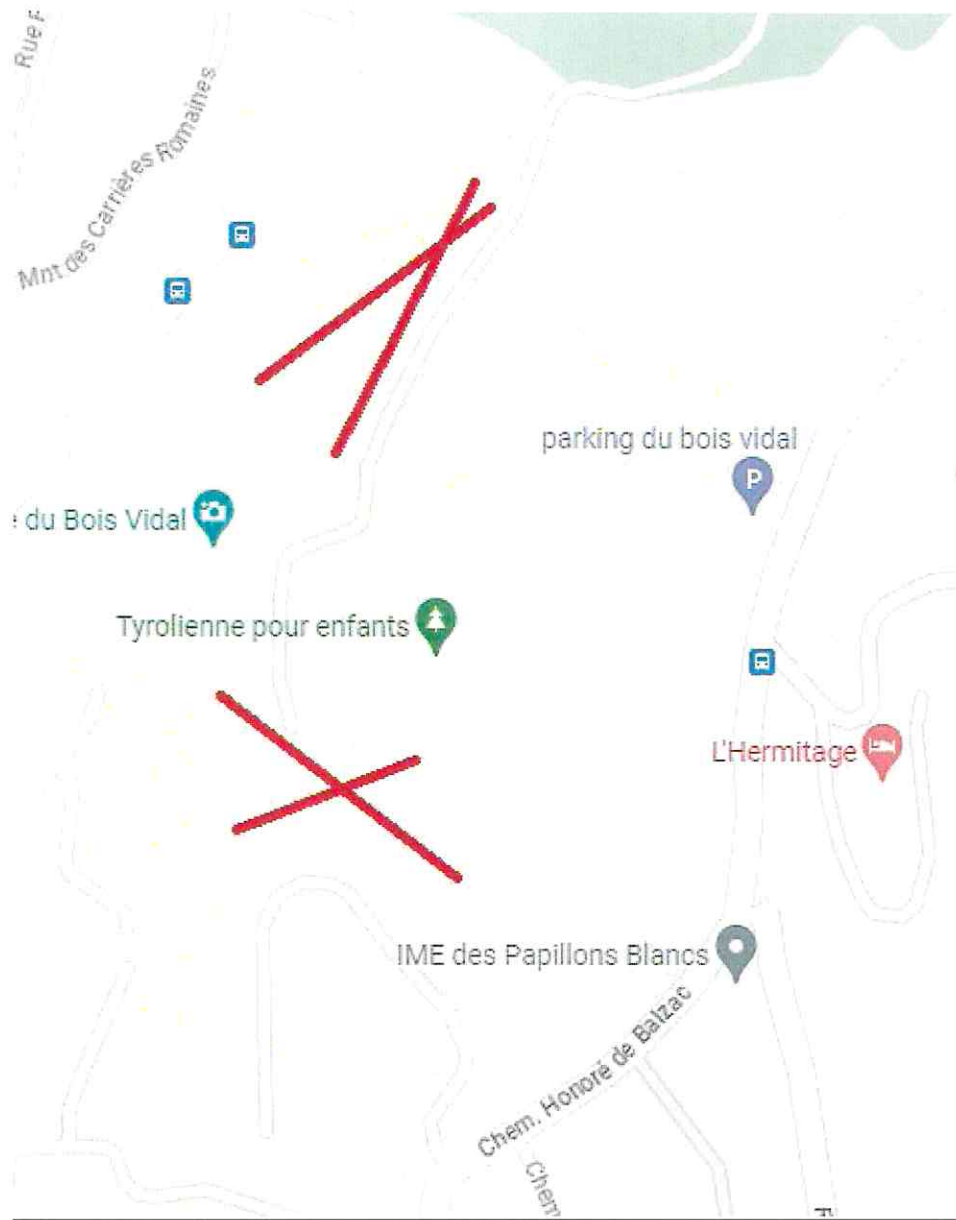 Rue F
Mnt des Carrières Romaines
parking du bois vidal
P
du Bois Vidal
Tyrolienne pour enfants
L'Hermitage
IME des Papillons Blancs
Chem. Honoré de Balzac
Chem
F